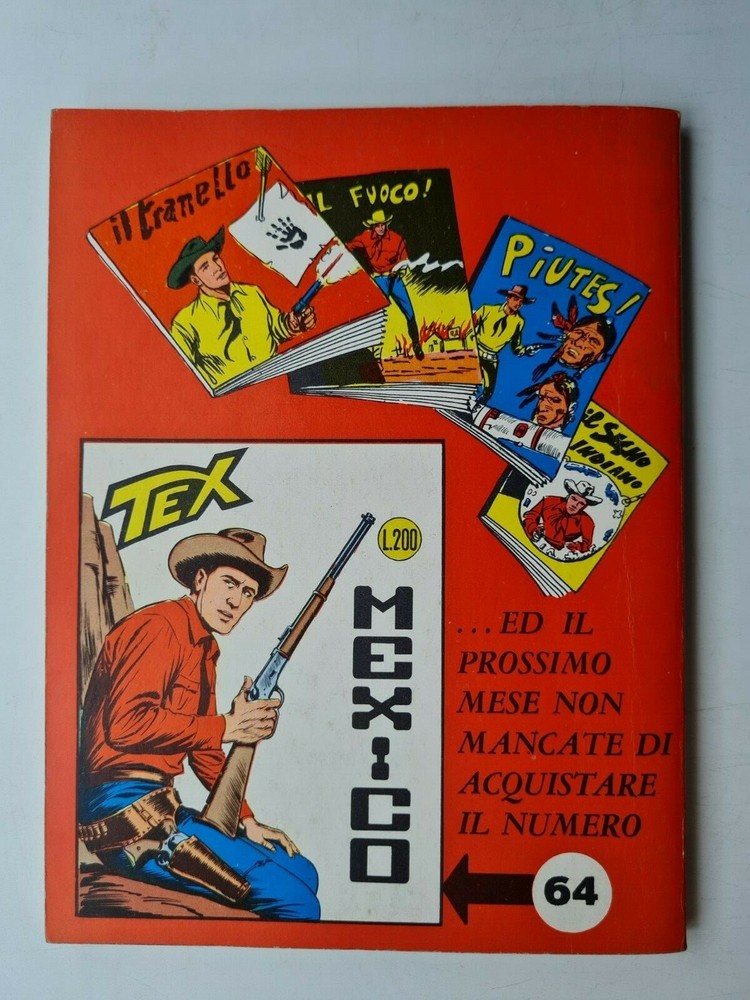 il tranello
IL FUOCO!
PIUTES!
il SEGNO
INDIANO
TEX
L.200
MEXICO
...ED IL
PROSSIMO
MESE NON
MANCATE DI
ACQUISTARE
IL NUMERO
64